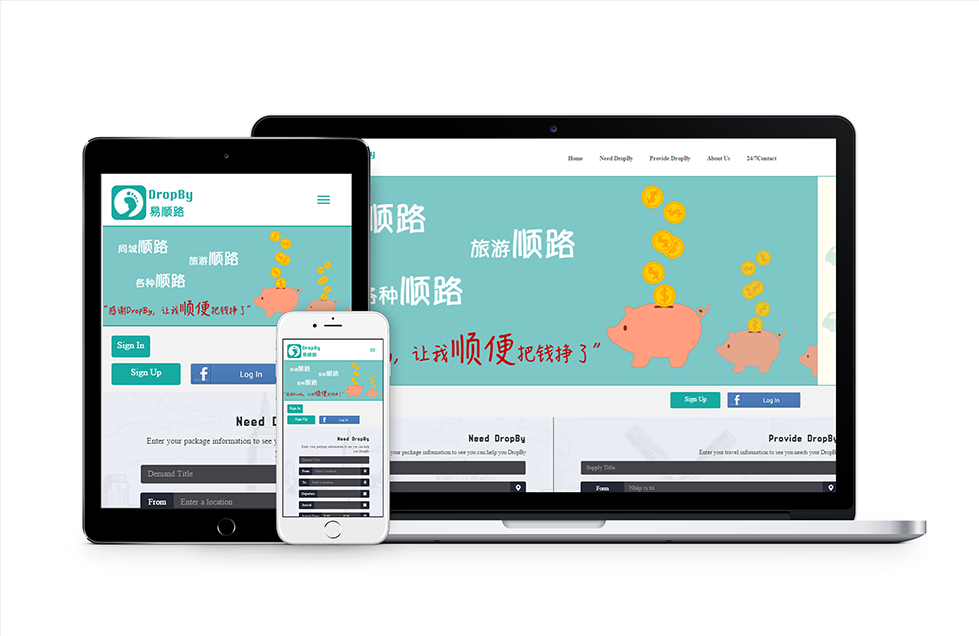 DropBy
易顺路
同城顺路
旅游顺路
各种顺路
"感谢DropBy，让我顺便把钱挣了"
Sign In
Sign Up
Log In
Need D
Enter your package information to see y
Demand Title
From Enter a location
DropBy
易顺路
同城顺路
旅游顺路
各种顺路
"感谢DropBy，让我顺便把钱挣了"
Sign In
Sign Up
Log In
Need DropBy
Enter your package information to see you can help
you DropBy
Demand Title
From Enter a location
To Enter a location
Departure
Arrival
y
Home Need DropBy Provide DropBy About Us 24/7Contact
顺路
旅游顺路
各种顺路
，让我顺便把钱挣了"
Sign Up
Log In
Need DropBy
your package information to see you can help you DropBy
Provide DropBy
Enter your travel information to see you needs your DropB
Supply Title
Form Nhập vị trí